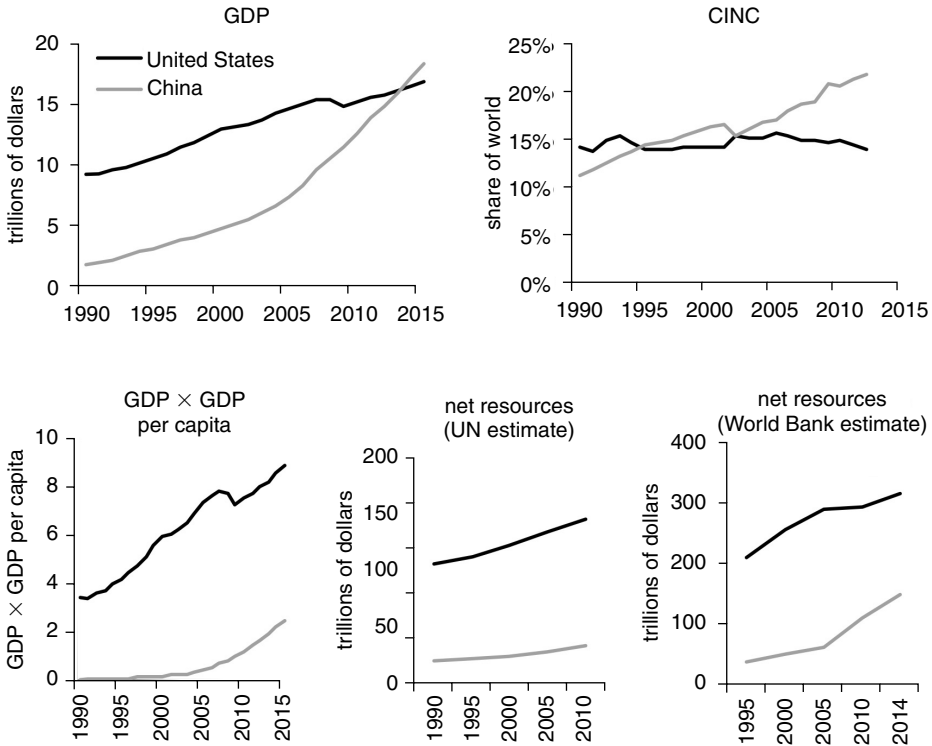 GDP
trillions of dollars
20
15
10
5
0
United States
China
1990 1995 2000 2005 2010 2015
CINC
share of world
25%
20%
15%
10%
5%
0%
1990 1995 2000 2005 2010 2015
GDP × GDP
per capita
GDP × GDP per capita
10
8
6
4
2
0
1990 1995 2000 2005 2010 2015
net resources
(UN estimate)
trillions of dollars
200
150
100
50
0
1990 1995 2000 2005 2010
net resources
(World Bank estimate)
trillions of dollars
400
300
200
100
0
1995 2000 2005 2010 2014